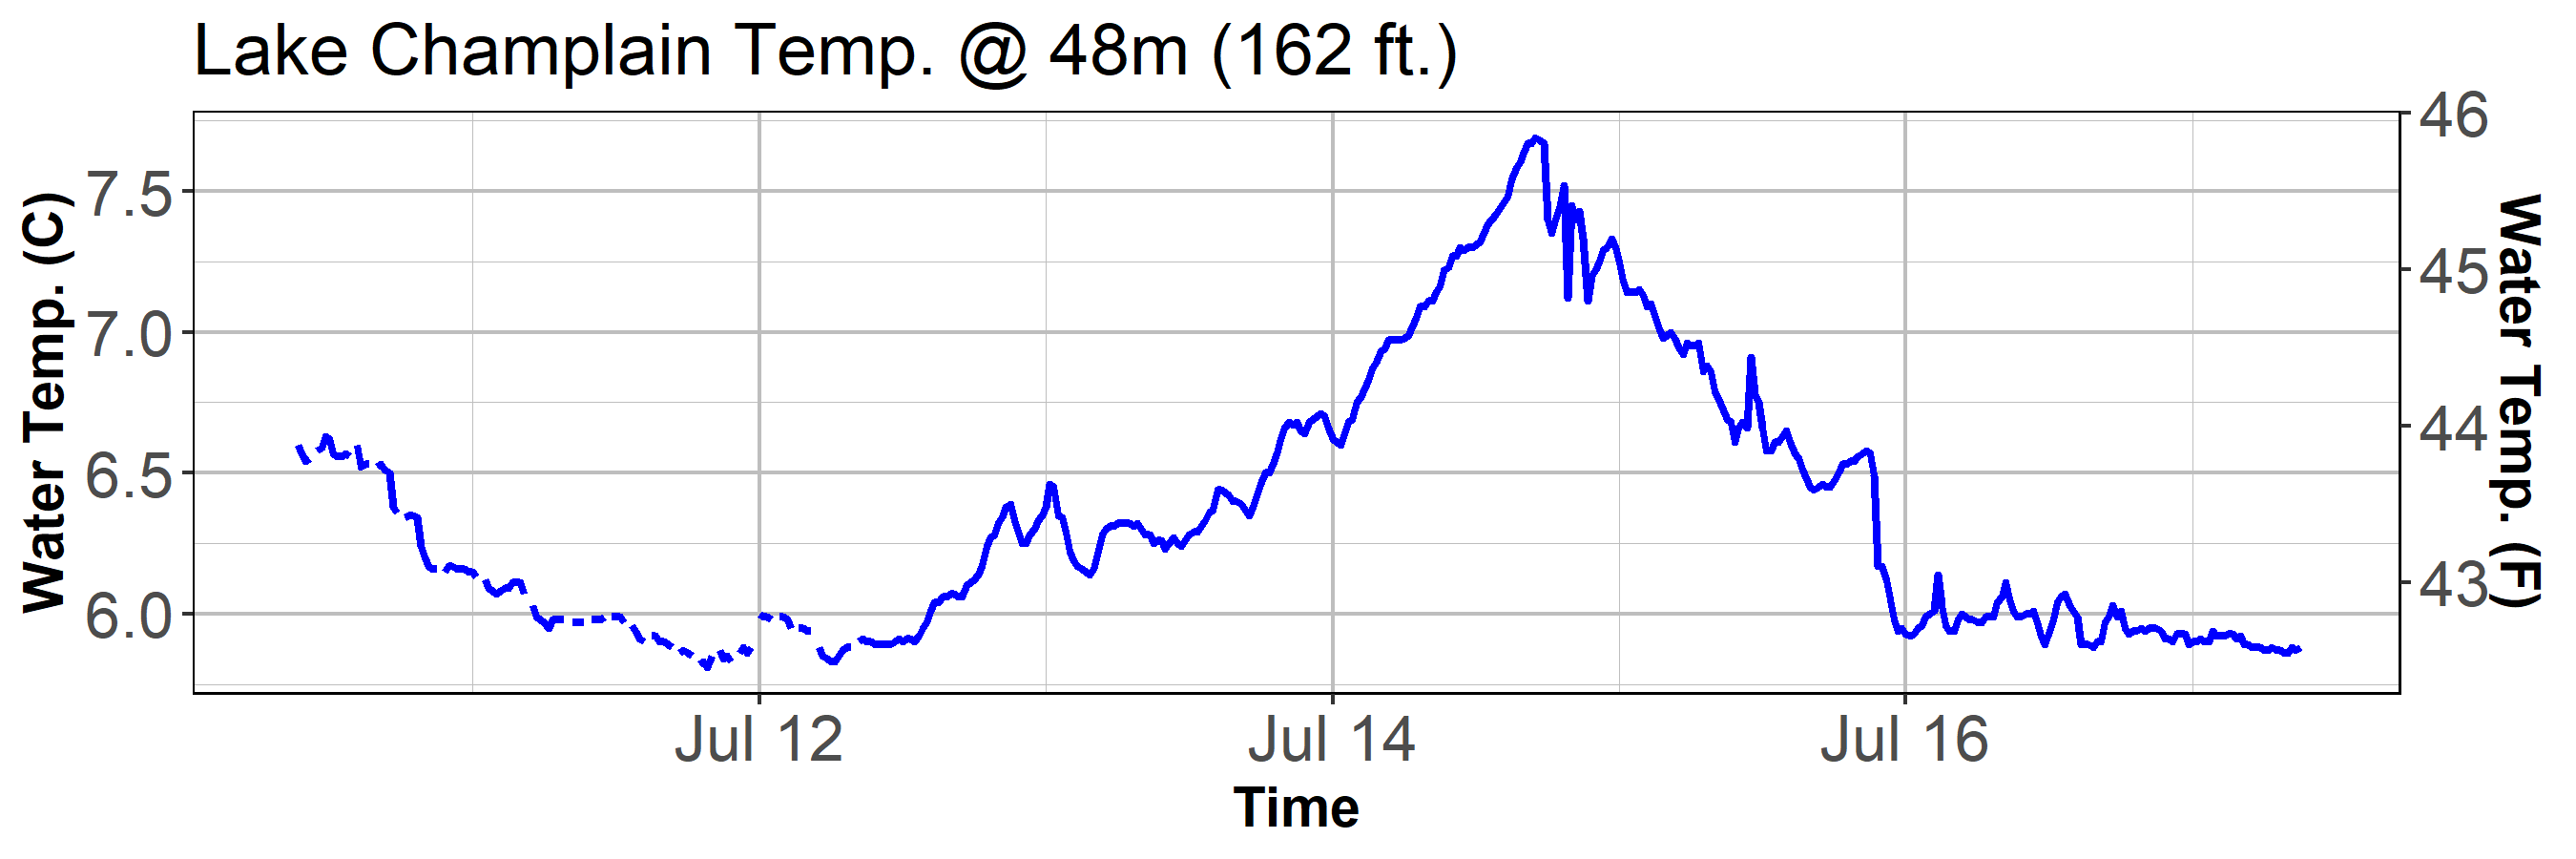 Lake Champlain Temp. @ 48m (162 ft.)
Water Temp. (C)
7.5
7.0
6.5
6.0
46
45
44
43
Water Temp. (F)
Jul 12
Jul 14
Jul 16
Time